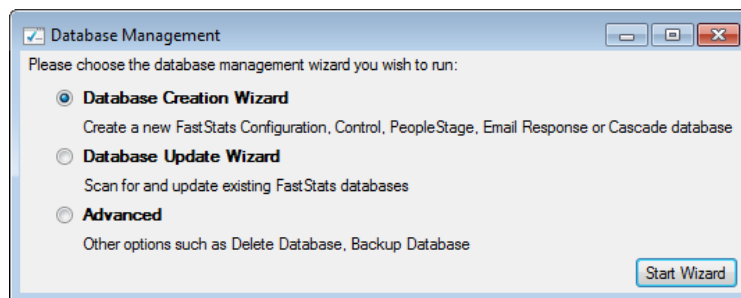 Database Management
Please choose the database management wizard you wish to run:
Database Creation Wizard
Create a new FastStats Configuration, Control, PeopleStage, Email Response or Cascade database
Database Update Wizard
Scan for and update existing FastStats databases
Advanced
Other options such as Delete Database, Backup Database
Start Wizard